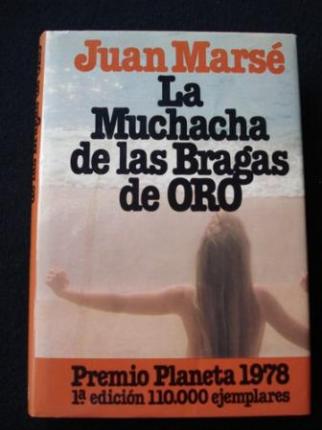 Juan Marsé
La
Muchacha
de las Bragas
de ORO
Premio Planeta 1978
1ª edición 110.000 ejemplares